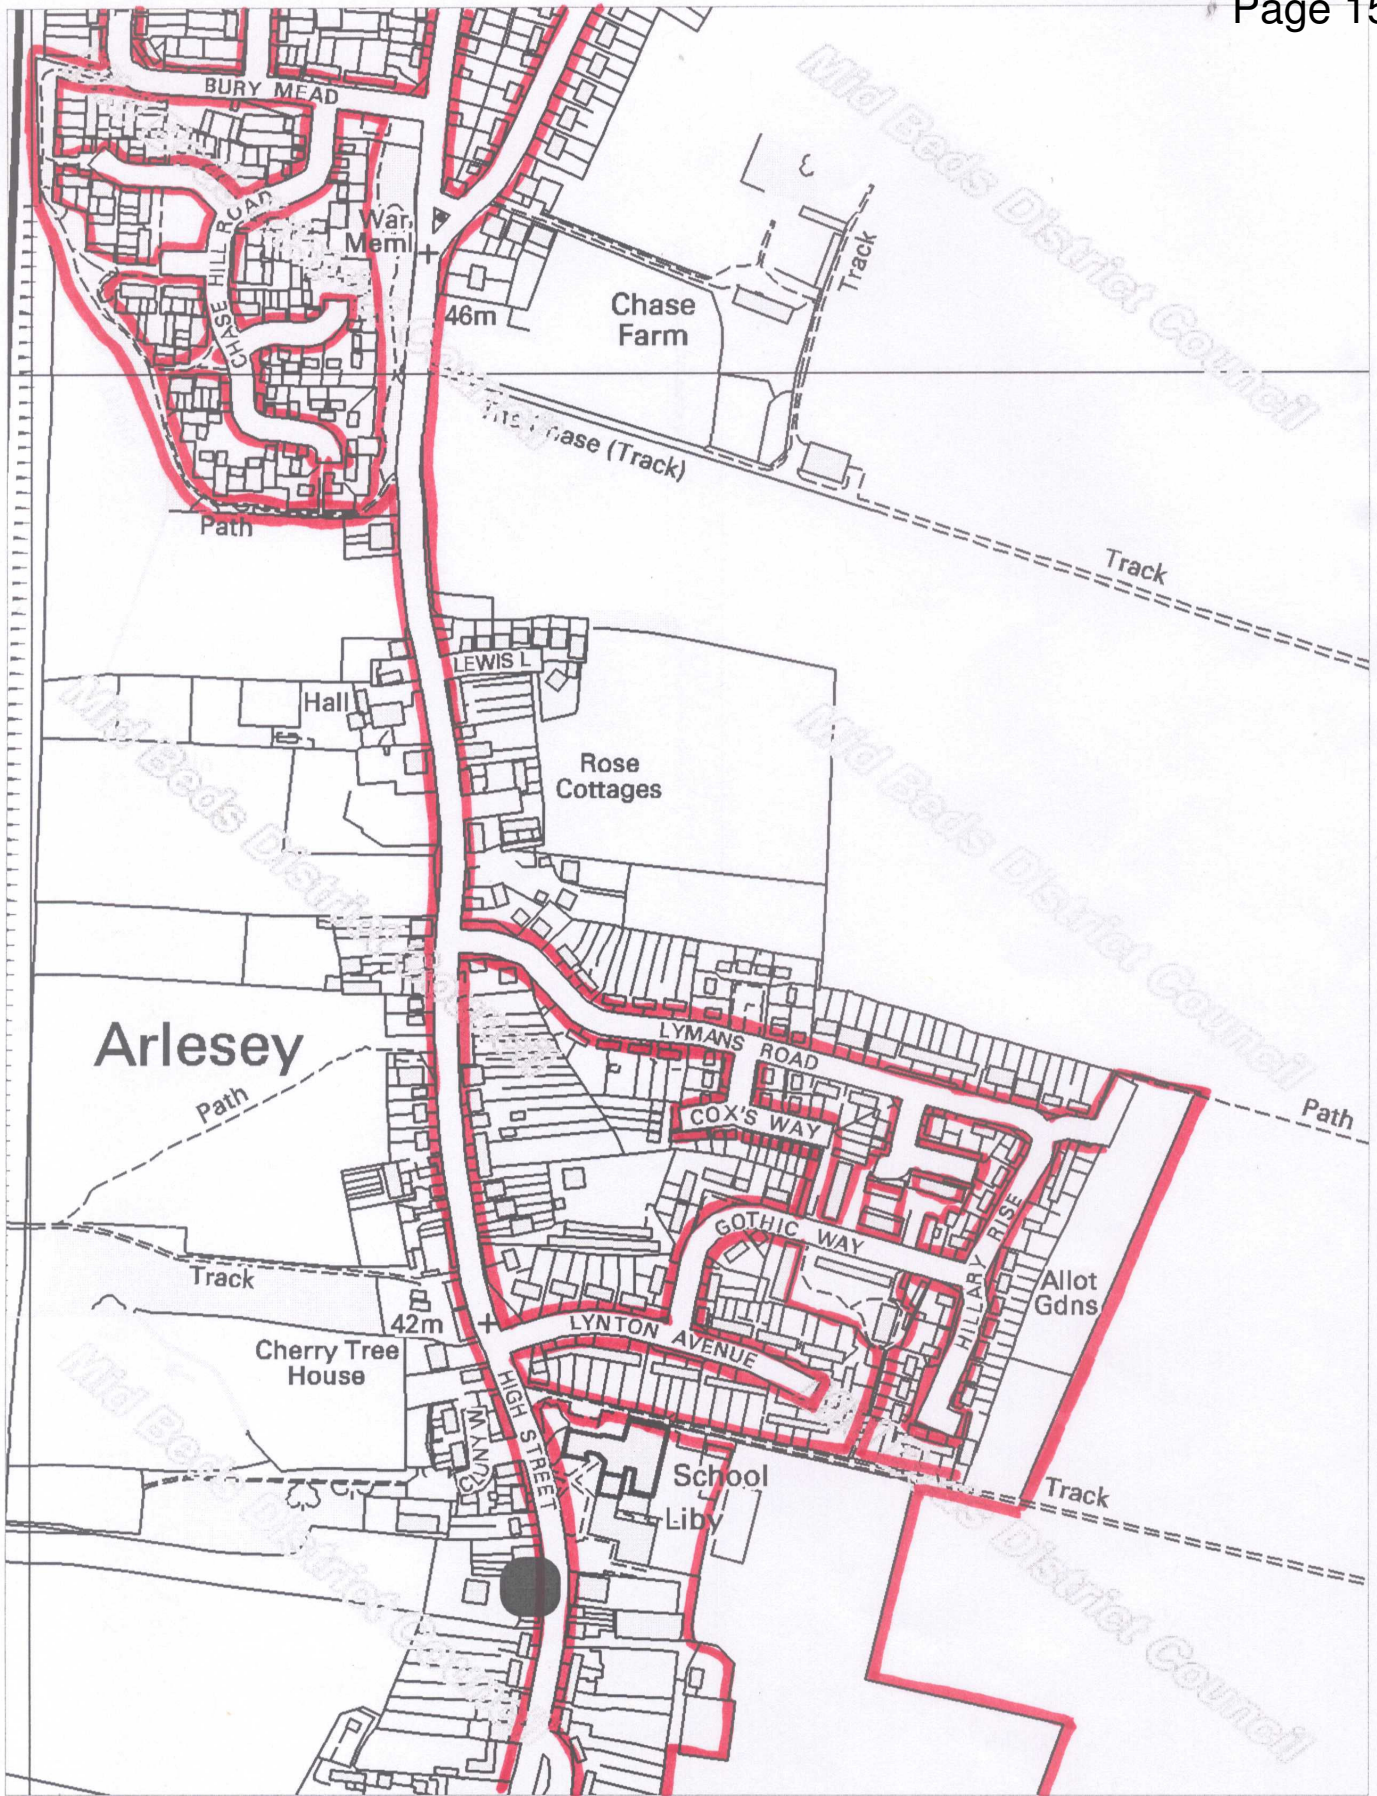 Page 15
Mid Beds District Council
BURY MEAD
CHASE HILL ROAD
War
Meml
46m
Chase
Farm
Track
Chase (Track)
Track
Path
LEWIS L
Hall
Rose
Cottages
Mid Beds District Council
Mid Beds District Council
Arlesey
Path
LYMANS ROAD
COX'S WAY
Path
GOTHIC WAY
HILLARY RISE
Allot
Gdns
Track
42m
LYNTON AVENUE
Cherry Tree
House
HIGH STREET
CLUNY W
School
Liby
Track
Mid Beds District Council
District Council